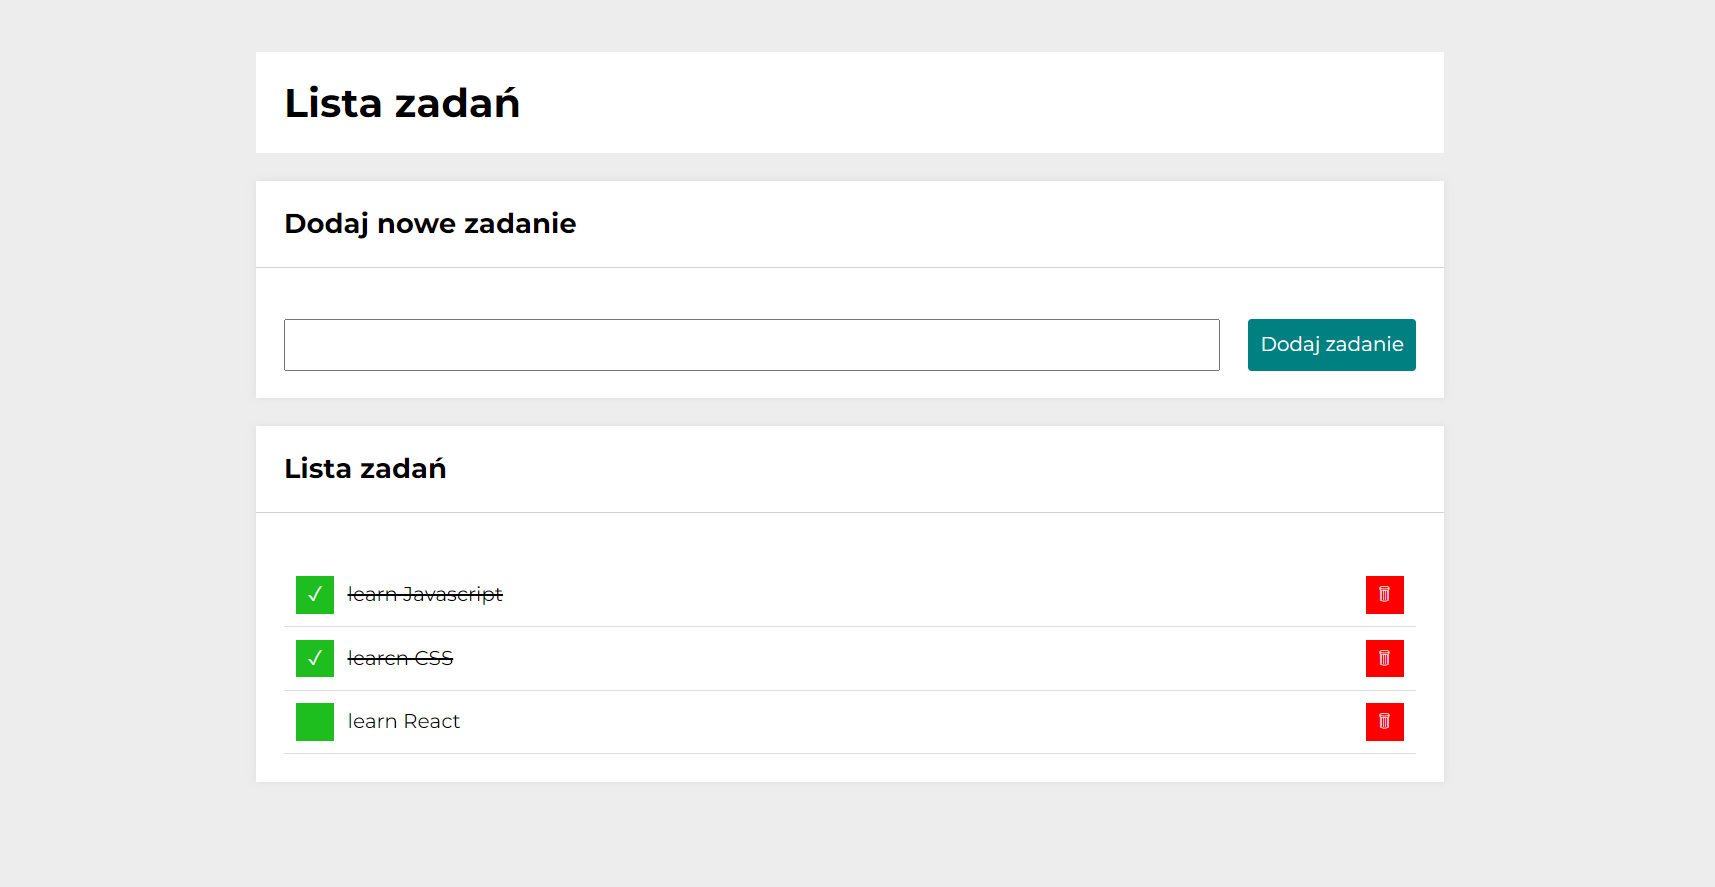 Lista zadań
Dodaj nowe zadanie
Dodaj zadanie
Lista zadań
✓ learn Javascript
✓ learcn CSS
learn React